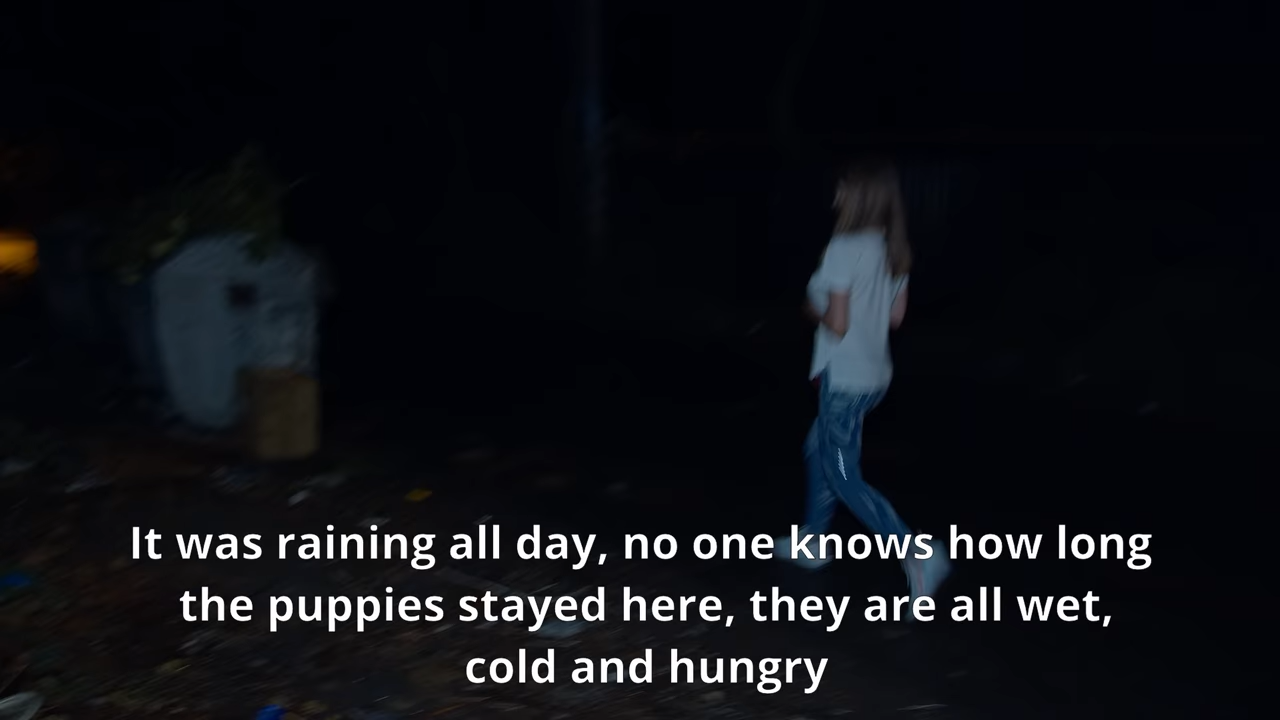 It was raining all day, no one knows how long
the puppies stayed here, they are all wet,
cold and hungry